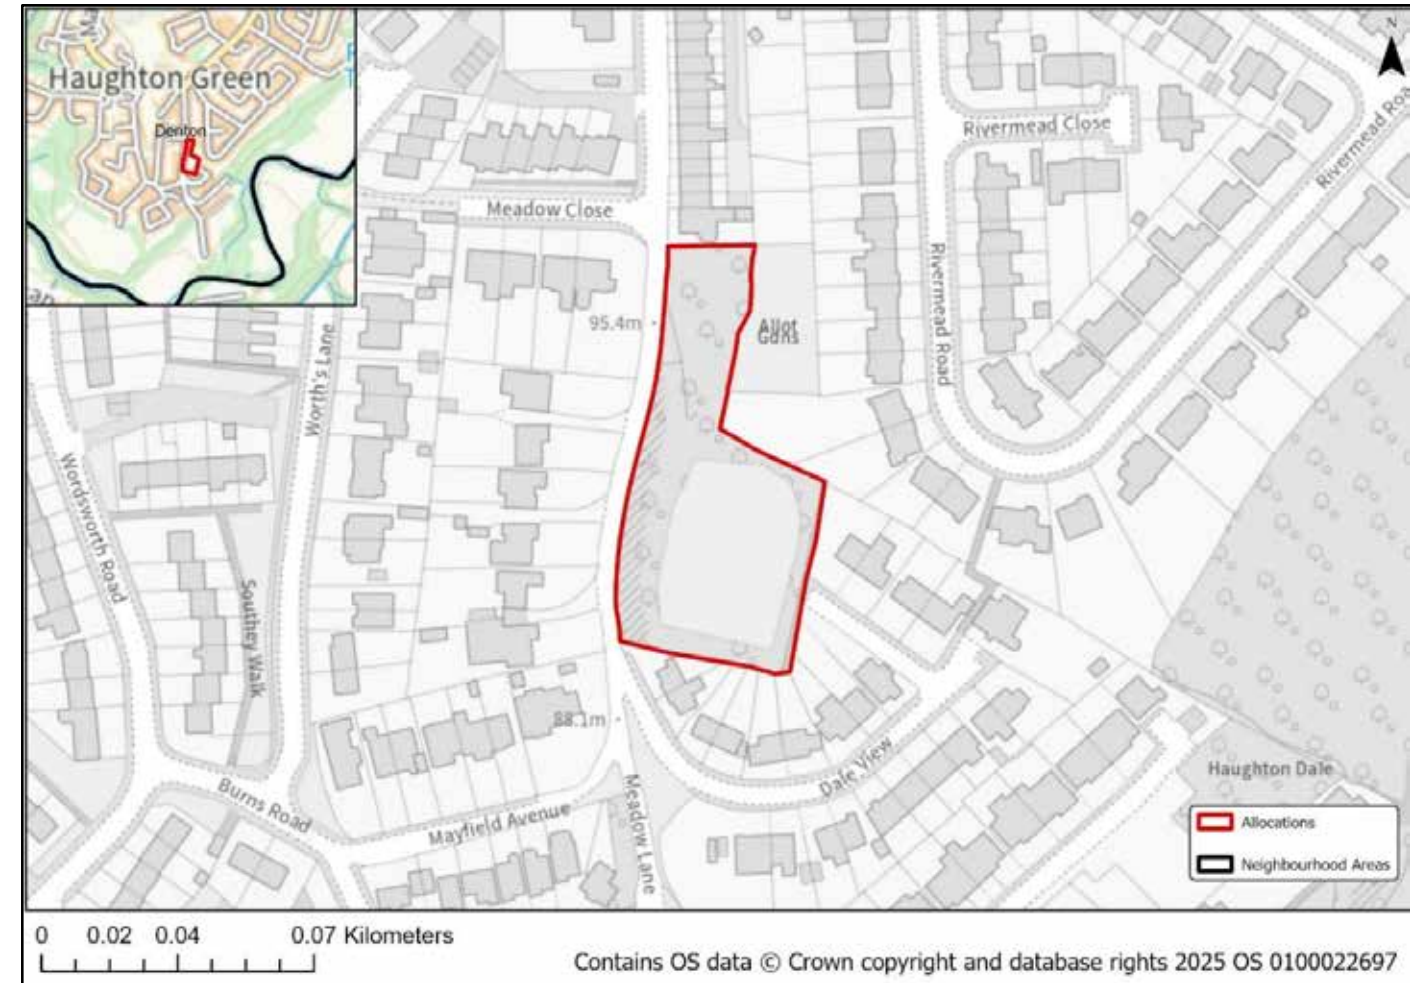 Haughton Green
Denton
N
Rivermead Close
Rivermead Road
Meadow Close
Rivermead Road
95.4m
Allot
Gdns
Worth's Lane
Wordsworth Road
Southey Walk
88.1m
Dale View
Haughton Dale
Burns Road
Mayfield Avenue
Meadow Lane
Allocations
Neighbourhood Areas
0 0.02 0.04 0.07 Kilometers
Contains OS data © Crown copyright and database rights 2025 OS 0100022697